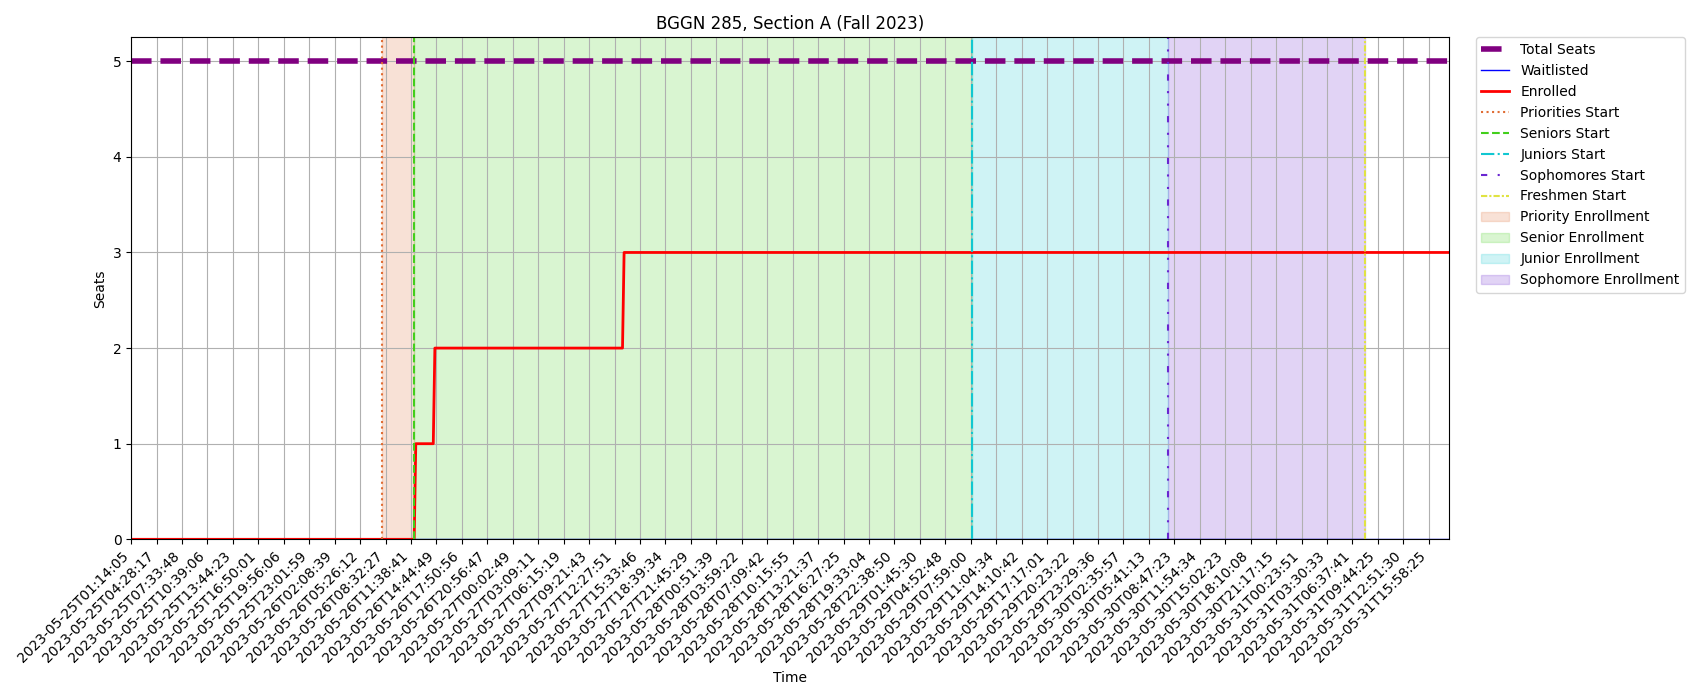 BGGN 285, Section A (Fall 2023)
5
4
3
2
1
0
Seats
2023-05-25T01:14:05
2023-05-25T04:28:17
2023-05-25T07:33:48
2023-05-25T10:39:06
2023-05-25T13:44:23
2023-05-25T16:50:01
2023-05-25T19:56:06
2023-05-25T23:01:59
2023-05-26T02:08:39
2023-05-26T05:26:12
2023-05-26T08:32:27
2023-05-26T11:38:41
2023-05-26T14:44:49
2023-05-26T17:50:56
2023-05-26T20:56:47
2023-05-27T00:02:49
2023-05-27T03:09:11
2023-05-27T06:15:19
2023-05-27T09:21:43
2023-05-27T12:27:51
2023-05-27T15:33:46
2023-05-27T18:39:34
2023-05-27T21:45:29
2023-05-28T00:51:39
2023-05-28T03:59:22
2023-05-28T07:09:42
2023-05-28T10:15:55
2023-05-28T13:21:37
2023-05-28T16:27:25
2023-05-28T19:33:04
2023-05-28T22:38:50
2023-05-29T01:45:30
2023-05-29T04:52:48
2023-05-29T07:59:00
2023-05-29T11:04:34
2023-05-29T14:10:42
2023-05-29T17:17:01
2023-05-29T20:23:22
2023-05-29T23:29:36
2023-05-30T02:35:57
2023-05-30T05:41:13
2023-05-30T08:47:23
2023-05-30T11:54:34
2023-05-30T15:02:23
2023-05-30T18:10:08
2023-05-30T21:17:15
2023-05-31T00:23:51
2023-05-31T03:30:33
2023-05-31T06:37:41
2023-05-31T09:44:25
2023-05-31T12:51:30
2023-05-31T15:58:25
Time
Total Seats
Waitlisted
Enrolled
Priorities Start
Seniors Start
Juniors Start
Sophomores Start
Freshmen Start
Priority Enrollment
Senior Enrollment
Junior Enrollment
Sophomore Enrollment